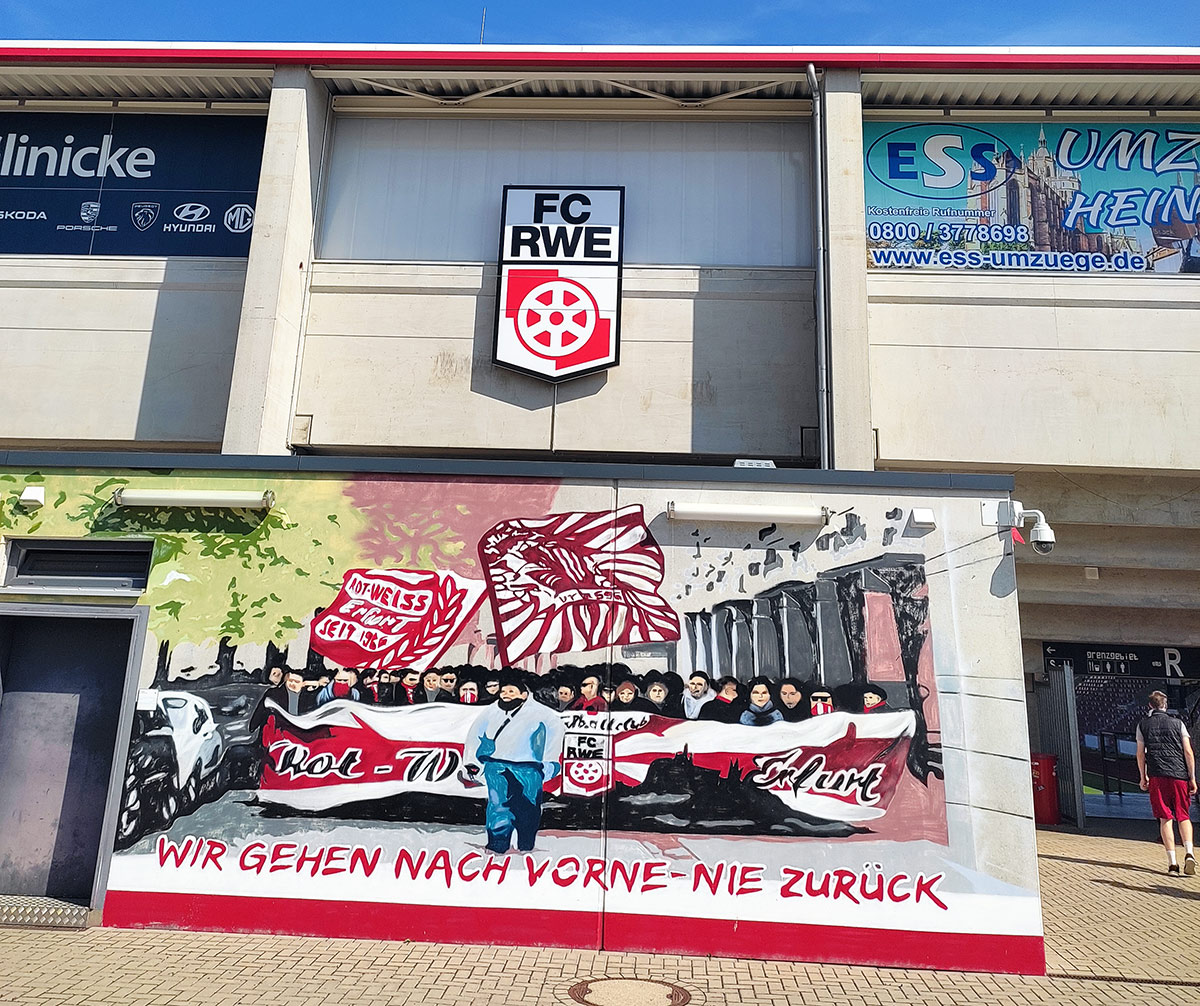 linicke
SKODA
PORSCHE
PEUGEOT
HYUNDAI
MG
FC
RWE
ESS
UMZ
HEIN
Kostenfreie Rufnummer
0800 / 3778698
www.ess-umzuege.de
ROT-WEISS
ERFURT
SEIT 1966
Rot - W
FC
RWE
Erfurt
WIR GEHEN NACH VORNE-NIE ZURÜCK
Grenzgebiet
R